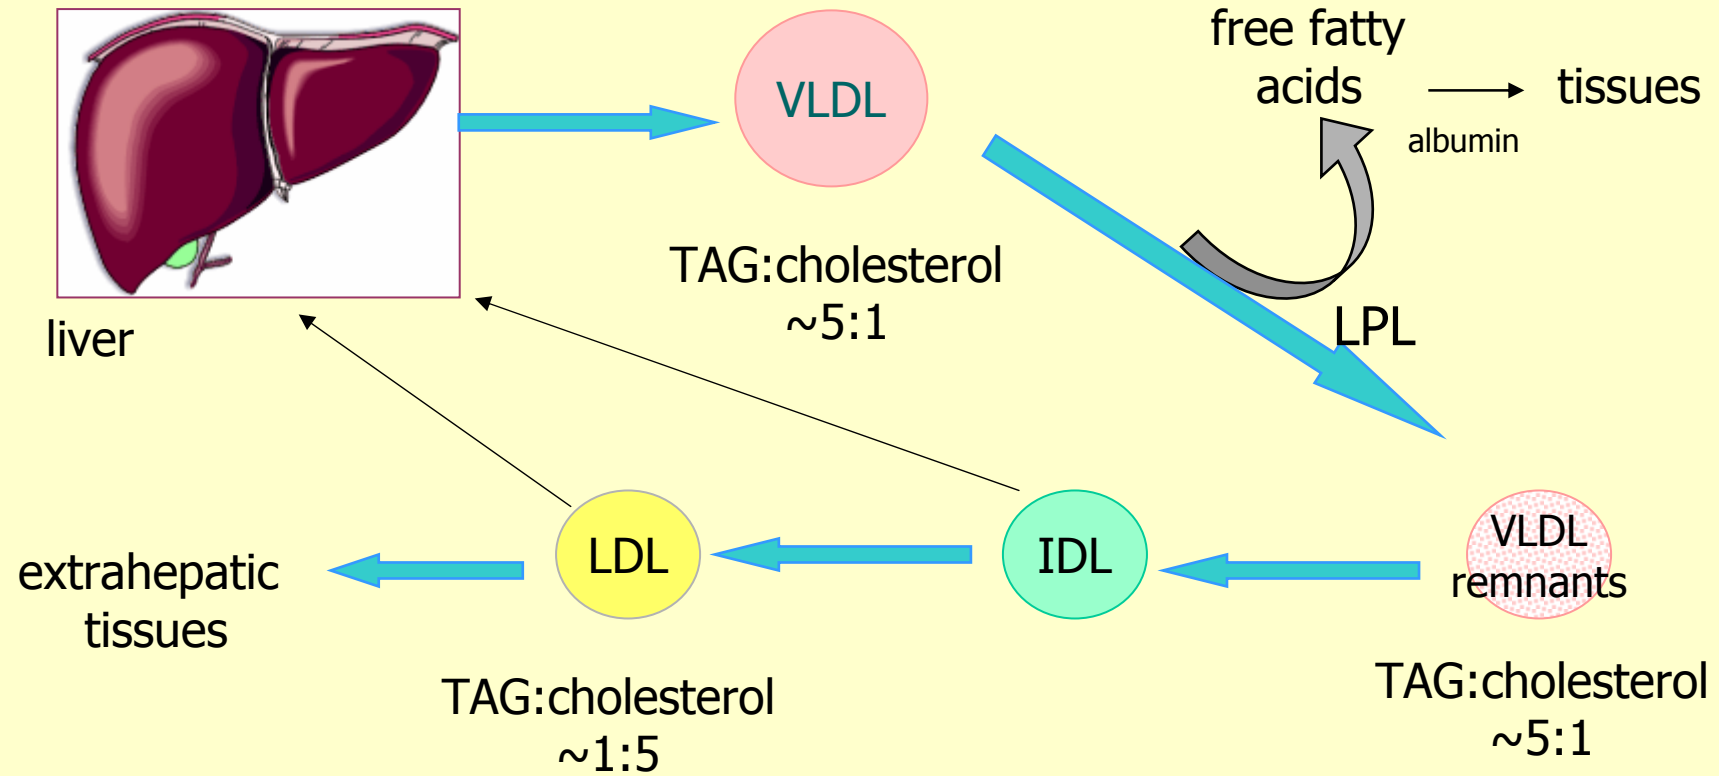 free fatty
acids
tissues
albumin
VLDL
TAG:cholesterol
~5:1
liver
LPL
VLDL
remnants
IDL
LDL
extrahepatic
tissues
TAG:cholesterol
~1:5
TAG:cholesterol
~5:1